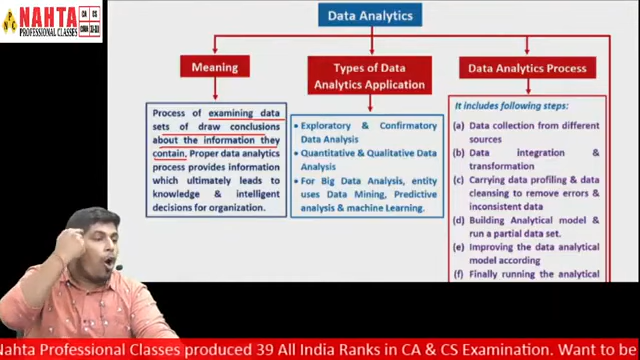 NAHTA
PROFESSIONAL CLASSES
CA
CS
CMA
Data Analytics
Meaning
Types of Data
Analytics Application
Data Analytics Process
Process of examining data
sets of draw conclusions
about the information they
contain. Proper data analytics
process provides information
which ultimately leads to
knowledge & intelligent
decisions for organization.
• Exploratory & Confirmatory
Data Analysis
• Quantitative & Qualitative Data
Analysis
• For Big Data Analysis, entity
uses Data Mining, Predictive
analysis & machine Learning.
It includes following steps:
(a) Data collection from different
sources
(b) Data integration &
transformation
(c) Carrying data profiling & data
cleansing to remove errors &
inconsistent data
(d) Building Analytical model &
run a partial data set.
(e) Improving the data analytical
model according
(f) Finally running the analytical
Nahta Professional Classes produced 39 All India Ranks in CA & CS Examination. Want to be